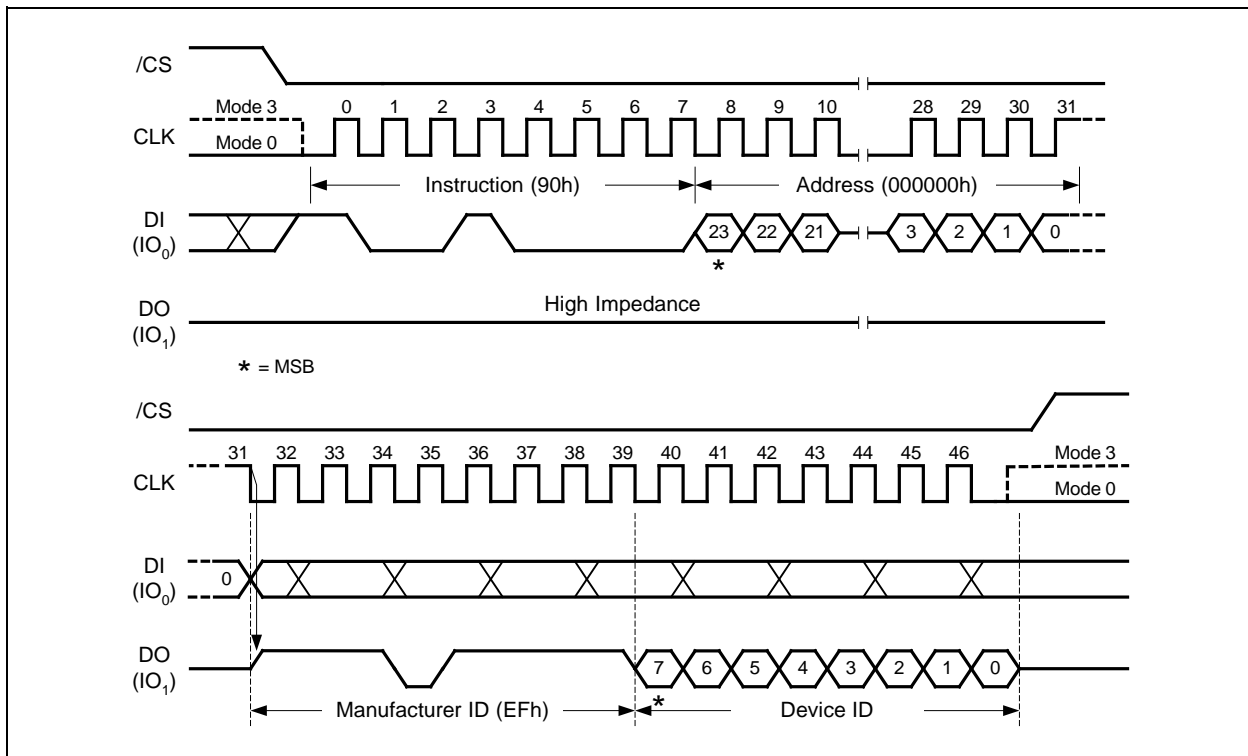 /CS
Mode 3 0 1 2 3 4 5 6 7 8 9 10 28 29 30 31
CLK
Mode 0
Instruction (90h) Address (000000h)
DI
(IO0) 23 22 21 3 2 1 0
*
DO
(IO1) High Impedance
* = MSB
/CS
31 32 33 34 35 36 37 38 39 40 41 42 43 44 45 46 Mode 3
CLK
Mode 0
DI
(IO0) 0
DO
(IO1) 7 6 5 4 3 2 1 0
*
Manufacturer ID (EFh) Device ID